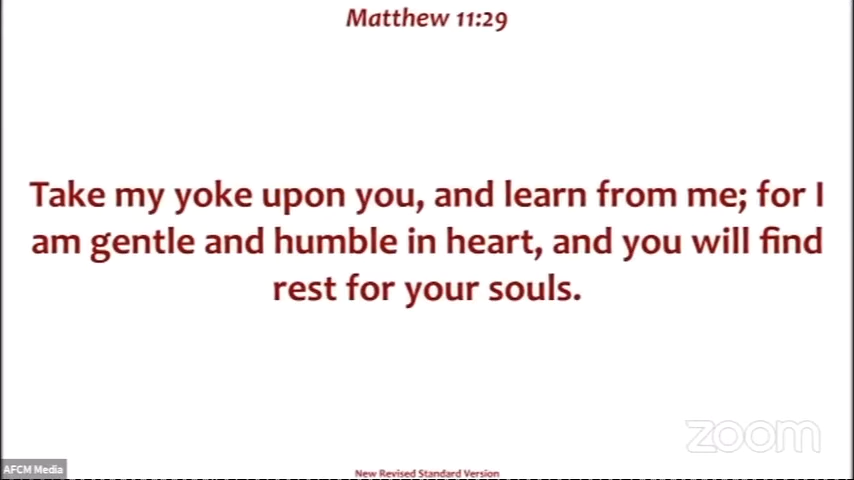 Matthew 11:29
Take my yoke upon you, and learn from me; for I
am gentle and humble in heart, and you will find
rest for your souls.
zoom
AFCM Media
New Revised Standard Version